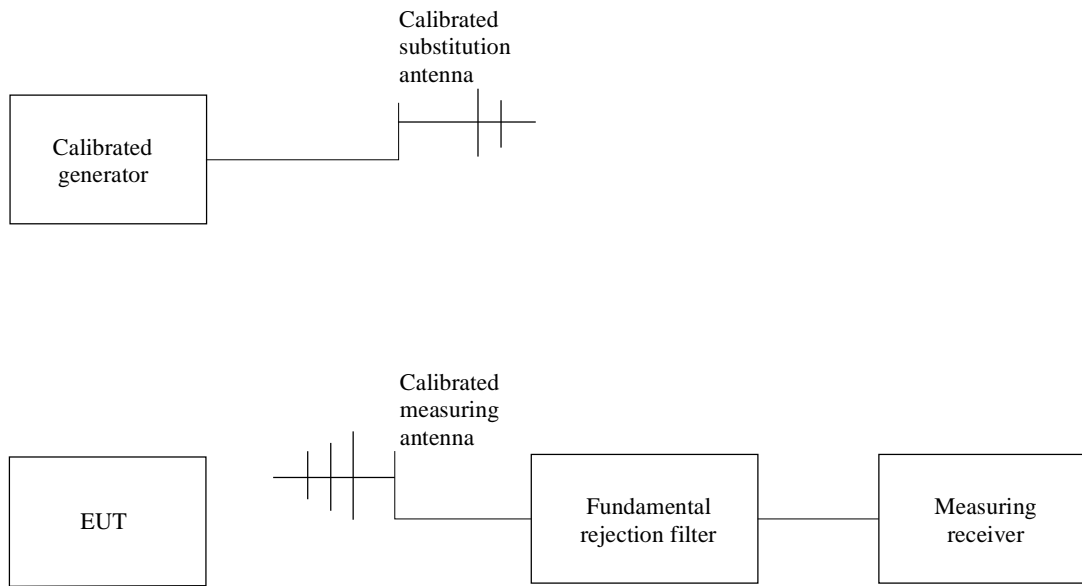 Calibrated
substitution
antenna
Calibrated
generator
Calibrated
measuring
antenna
EUT
Fundamental
rejection filter
Measuring
receiver